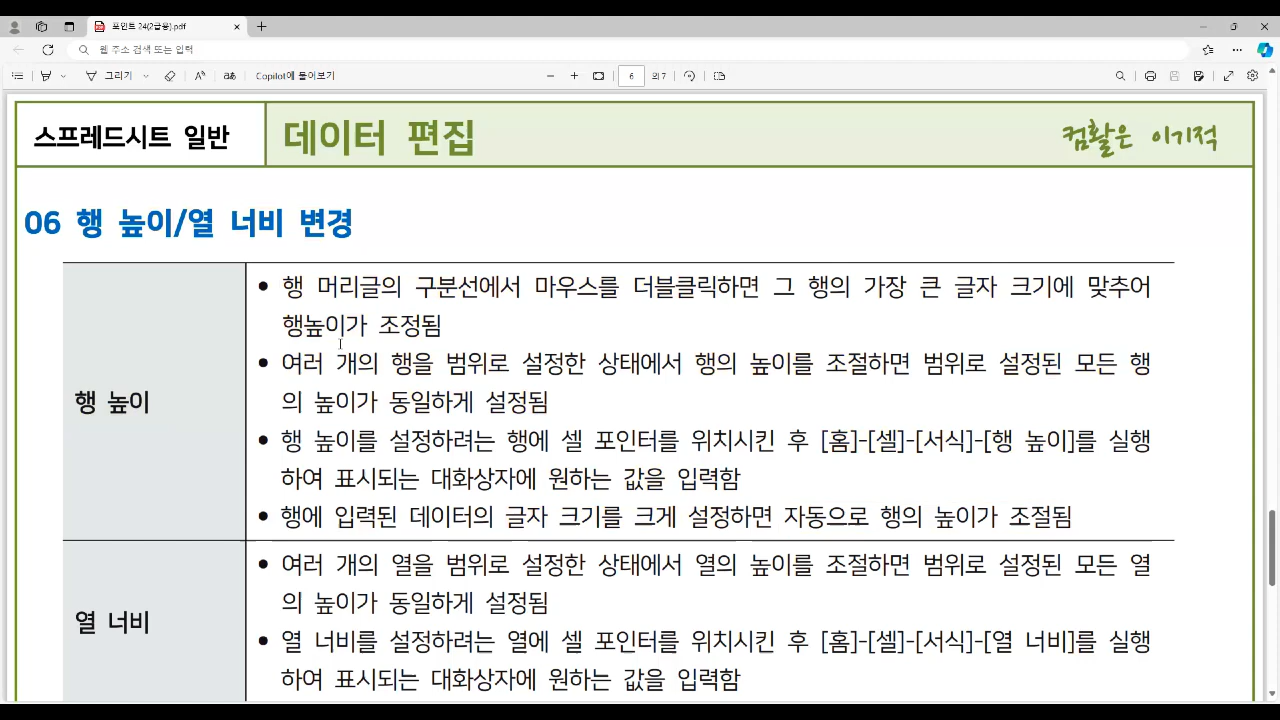 포인트 24(2급용).pdf
웹 주소 검색 또는 입력
그리기
Copilot에 물어보기
6 의 7
스프레드시트 일반
데이터 편집
컴활은 이기적
06 행 높이/열 너비 변경
행 높이
• 행 머리글의 구분선에서 마우스를 더블클릭하면 그 행의 가장 큰 글자 크기에 맞추어
행높이가 조정됨
• 여러 개의 행을 범위로 설정한 상태에서 행의 높이를 조절하면 범위로 설정된 모든 행
의 높이가 동일하게 설정됨
• 행 높이를 설정하려는 행에 셀 포인터를 위치시킨 후 [홈]-[셀]-[서식]-[행 높이]를 실행
하여 표시되는 대화상자에 원하는 값을 입력함
• 행에 입력된 데이터의 글자 크기를 크게 설정하면 자동으로 행의 높이가 조절됨
열 너비
• 여러 개의 열을 범위로 설정한 상태에서 열의 높이를 조절하면 범위로 설정된 모든 열
의 높이가 동일하게 설정됨
• 열 너비를 설정하려는 열에 셀 포인터를 위치시킨 후 [홈]-[셀]-[서식]-[열 너비]를 실행
하여 표시되는 대화상자에 원하는 값을 입력함